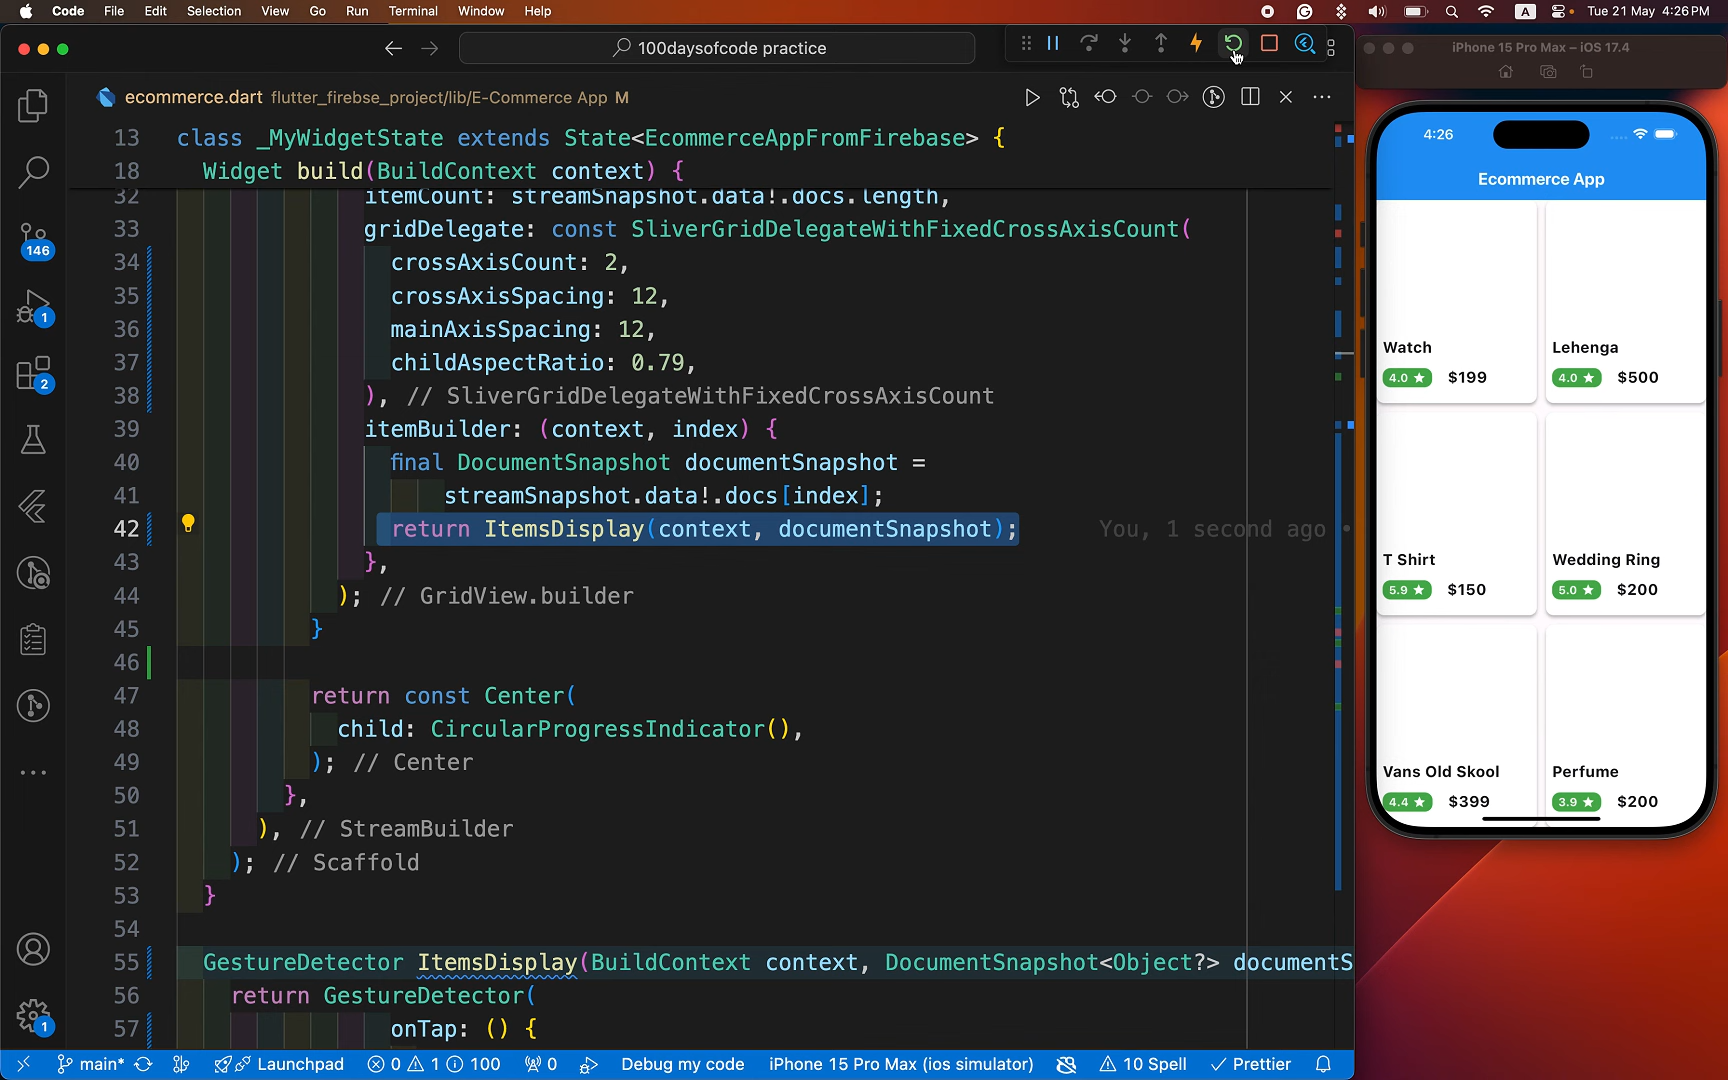 Code File Edit Selection View Go Run Terminal Window Help
A Tue 21 May 4:26 PM
100daysofcode practice
ecommerce.dart flutter_firebse_project/lib/E-Commerce App M
13 class _MyWidgetState extends State<EcommerceAppFromFirebase> {
18 Widget build(BuildContext context) {
32 itemCount: streamSnapshot.data!.docs.length,
33 gridDelegate: const SliverGridDelegateWithFixedCrossAxisCount(
34 crossAxisCount: 2,
35 crossAxisSpacing: 12,
36 mainAxisSpacing: 12,
37 childAspectRatio: 0.79,
38 ), // SliverGridDelegateWithFixedCrossAxisCount
39 itemBuilder: (context, index) {
40 final DocumentSnapshot documentSnapshot =
41 streamSnapshot.data!.docs[index];
42 return ItemsDisplay(context, documentSnapshot); You, 1 second ago •
43 },
44 ); // GridView.builder
45 }
46
47 return const Center(
48 child: CircularProgressIndicator(),
49 ); // Center
50 },
51 ), // StreamBuilder
52 ); // Scaffold
53 }
54
55 GestureDetector ItemsDisplay(BuildContext context, DocumentSnapshot<Object?> documentS
56 return GestureDetector(
57 onTap: () {
146
1
2
1
main* Launchpad 0 1 100 0 Debug my code iPhone 15 Pro Max (ios simulator) 10 Spell Prettier
iPhone 15 Pro Max – iOS 17.4
4:26
Ecommerce App
Watch Lehenga
4.0 ★ $199 4.0 ★ $500
T Shirt Wedding Ring
5.9 ★ $150 5.0 ★ $200
Vans Old Skool Perfume
4.4 ★ $399 3.9 ★ $200